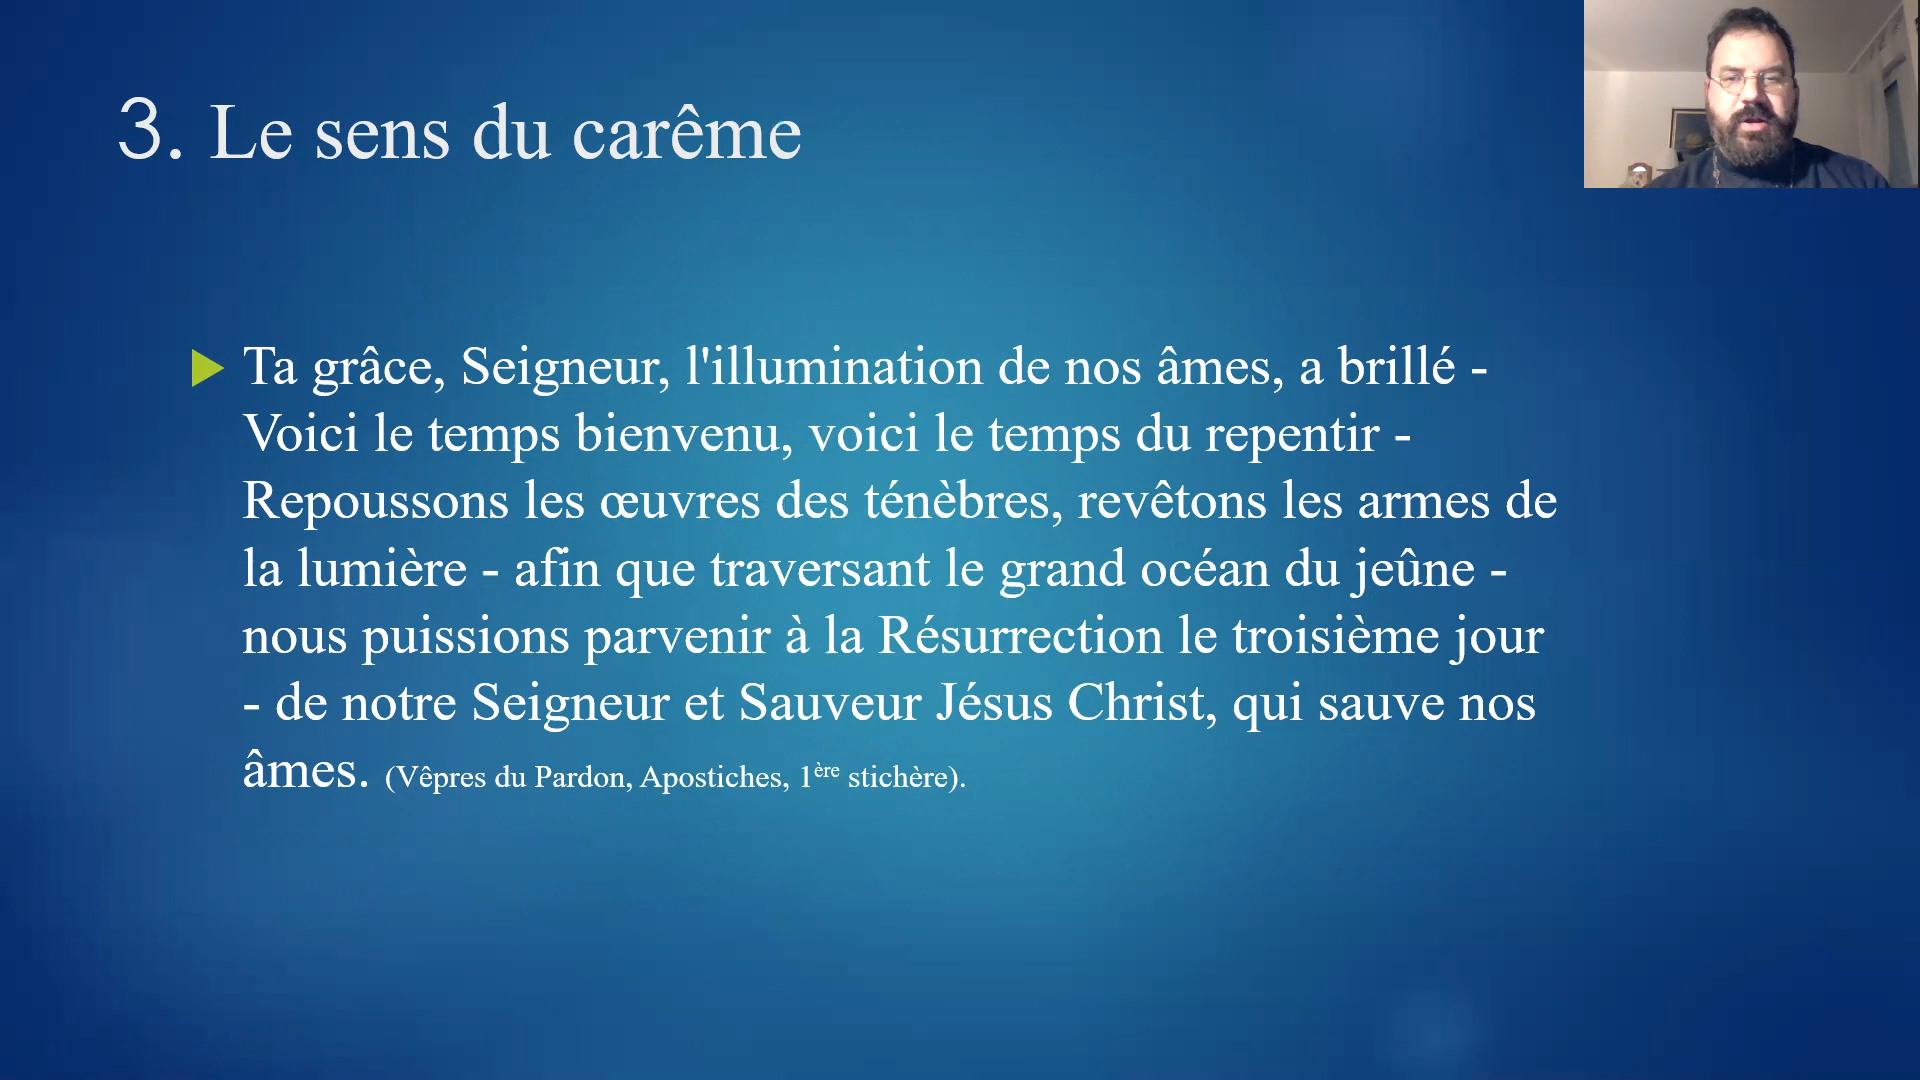 3. Le sens du carême
Ta grâce, Seigneur, l'illumination de nos âmes, a brillé -
Voici le temps bienvenu, voici le temps du repentir -
Repoussons les œuvres des ténèbres, revêtons les armes de
la lumière - afin que traversant le grand océan du jeûne -
nous puissions parvenir à la Résurrection le troisième jour
- de notre Seigneur et Sauveur Jésus Christ, qui sauve nos
âmes. (Vêpres du Pardon, Apostiches, 1ère stichère).